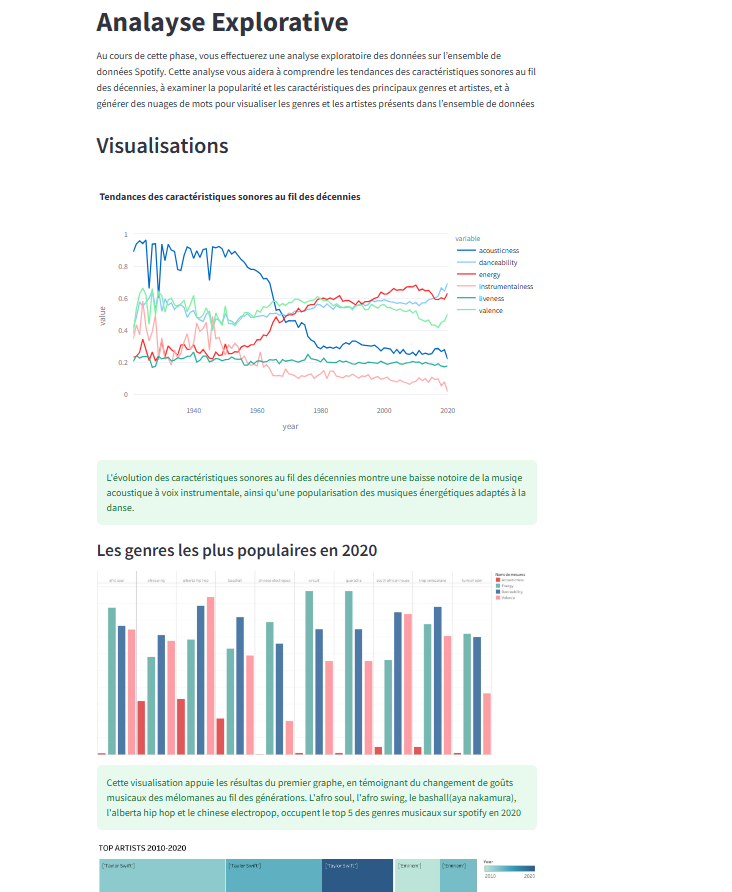 Analayse Explorative
Au cours de cette phase, vous effectuerez une analyse exploratoire des données sur l'ensemble de
données Spotify. Cette analyse vous aidera à comprendre les tendances des caractéristiques sonores au fil
des décennies, à examiner la popularité et les caractéristiques des principaux genres et artistes, et à
générer des nuages de mots pour visualiser les genres et les artistes présents dans l'ensemble de données
Visualisations
Tendances des caractéristiques sonores au fil des décennies
variable
acousticness
danceability
energy
instrumentalness
liveness
valence
value
1
0.8
0.6
0.4
0.2
0
1940
1960
1980
2000
2020
year
L'évolution des caractéristiques sonores au fil des décennies montre une baisse notoire de la musiqe
acoustique à voix instrumentale, ainsi qu'une popularisation des musiques énergétiques adaptés à la
danse.
Les genres les plus populaires en 2020
Noms de mesures
Energy
Danceability
Valence
Cette visualisation appuie les résultas du premier graphe, en témoignant du changement de goûts
musicaux des mélomanes au fil des générations. L'afro soul, l'afro swing, le bashall(aya nakamura),
l'alberta hip hop et le chinese electropop, occupent le top 5 des genres musicaux sur spotify en 2020
TOP ARTISTS 2010-2020
['Taylor Swift']
['Taylor Swift']
['Taylor Swift']
['Eminem']
['Eminem']
Year
2010
2020